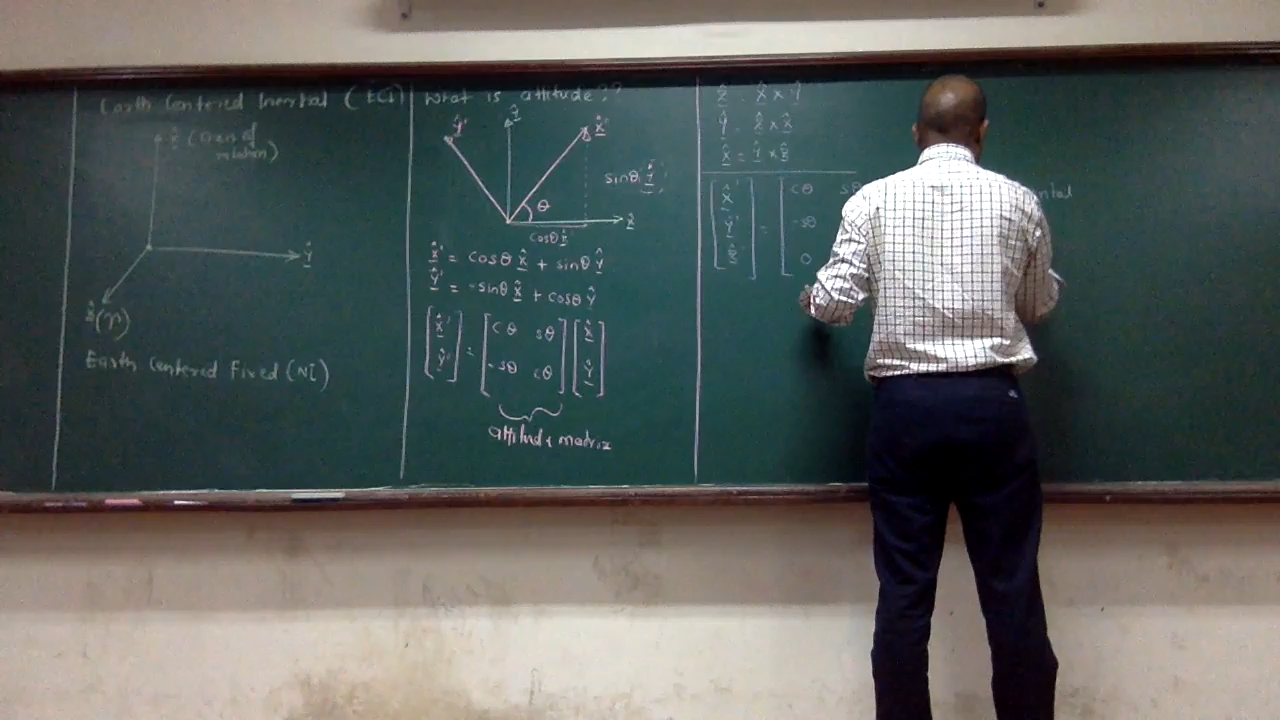 Earth Centered Inertial (ECI)
Ẑ (Axis of
rotation)
Ŷ
X̂ (♈)
Earth Centered Fixed (NI)
What is attitude??
Ŷ'
Ŷ
X̂'
sinθ Ŷ
θ
X̂
cosθ X̂
X̂' = cosθ X̂ + sinθ Ŷ
Ŷ' = -sinθ X̂ + cosθ Ŷ
[X̂'] = [cθ sθ] [X̂]
[Ŷ'] [-sθ cθ] [Ŷ]
attitude matrix
Ẑ = X̂ × Ŷ
Ŷ = Ẑ × X̂
X̂ = Ŷ × Ẑ
[X̂'] = [cθ sθ
[Ŷ'] [-sθ
[Ẑ'] [0